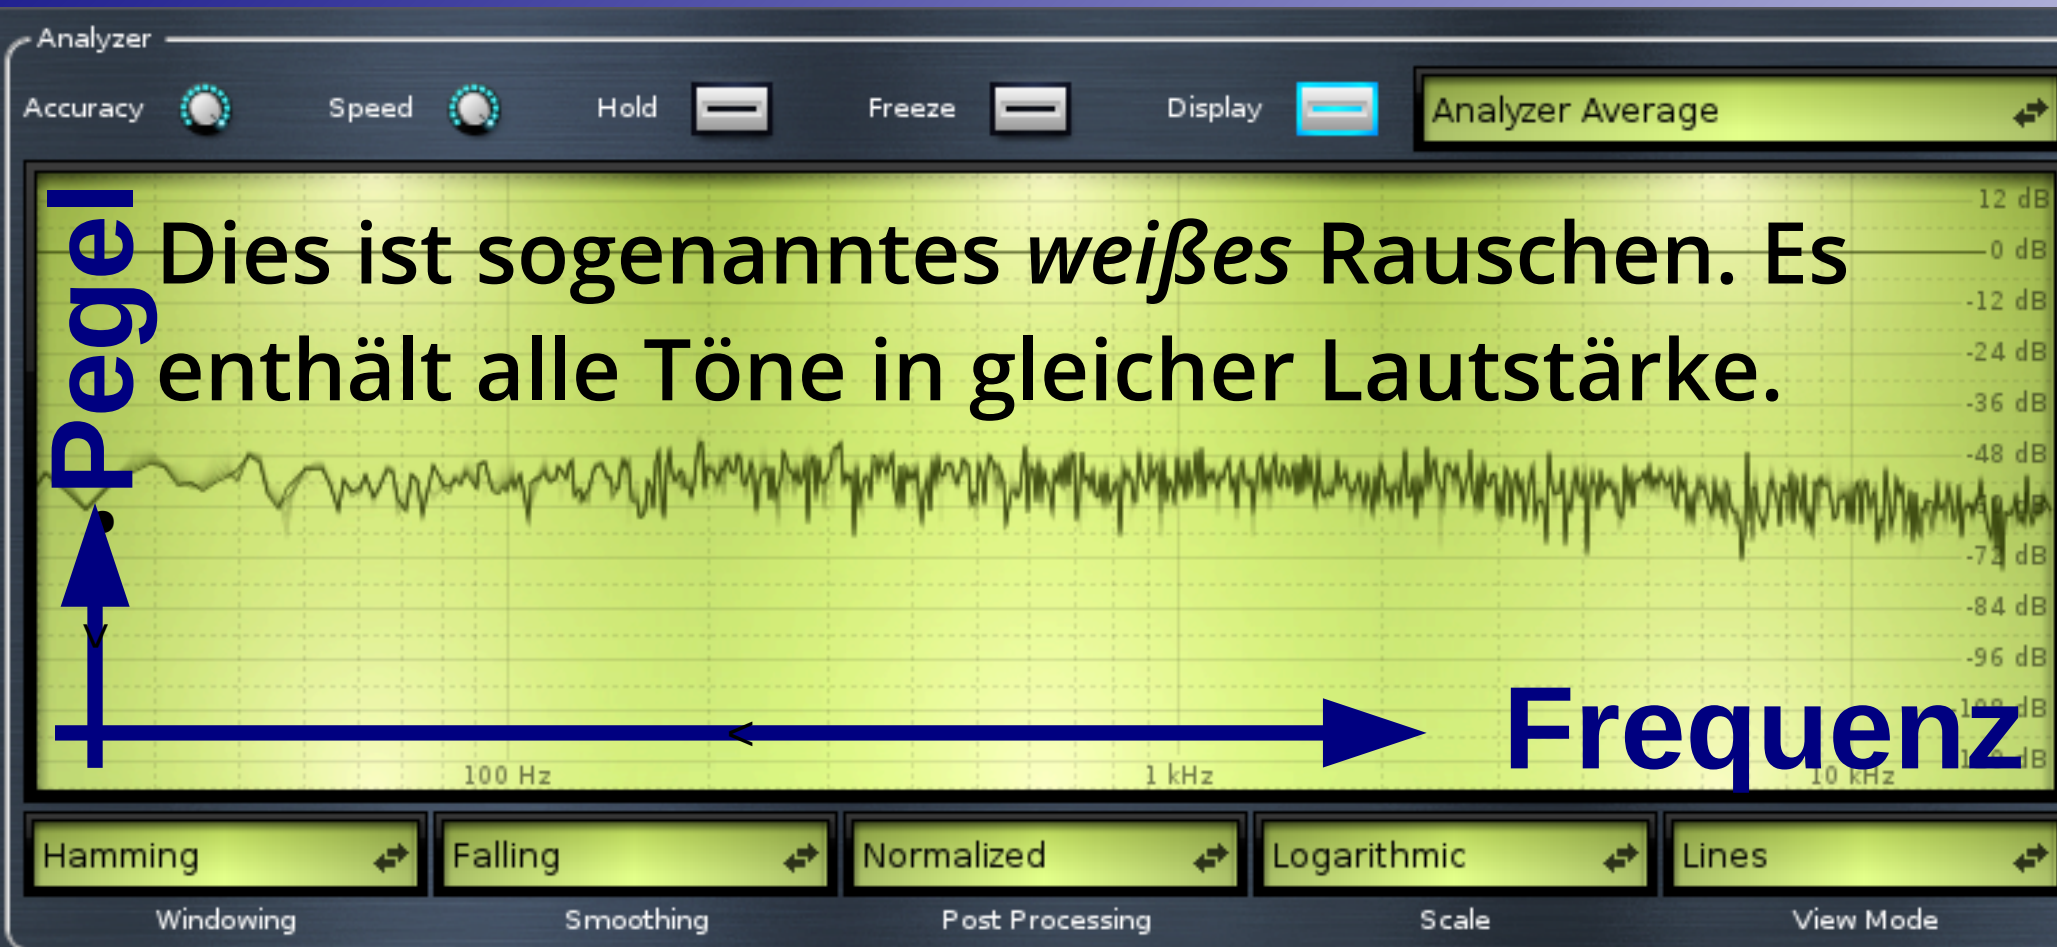 Analyzer
Accuracy Speed Hold Freeze Display Analyzer Average
Pegel
Dies ist sogenanntes weißes Rauschen. Es
enthält alle Töne in gleicher Lautstärke.
12 dB
0 dB
-12 dB
-24 dB
-36 dB
-48 dB
-72 dB
-84 dB
-96 dB
Frequenz
100 Hz 1 kHz 10 kHz
Hamming Falling Normalized Logarithmic Lines
Windowing Smoothing Post Processing Scale View Mode